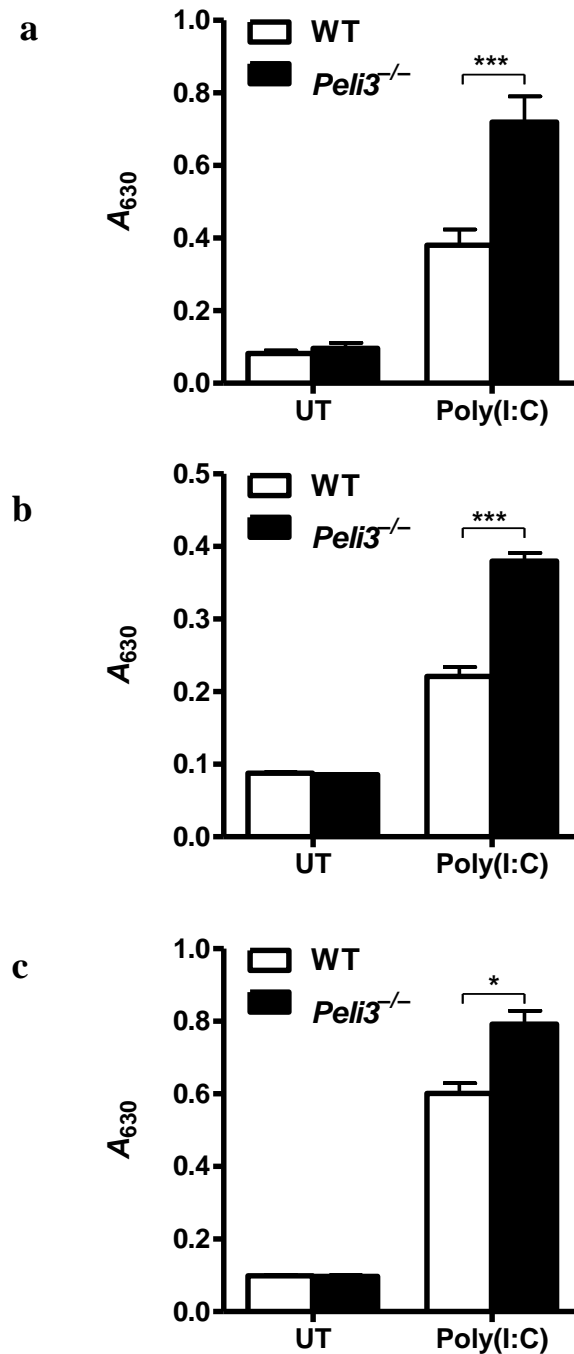 a
1.0
0.8
0.6
0.4
0.2
0.0
A630
WT
Peli3–/–
***
UT Poly(I:C)
b
0.5
0.4
0.3
0.2
0.1
0.0
A630
WT
Peli3–/–
***
UT Poly(I:C)
c
1.0
0.8
0.6
0.4
0.2
0.0
A630
WT
Peli3–/–
*
UT Poly(I:C)